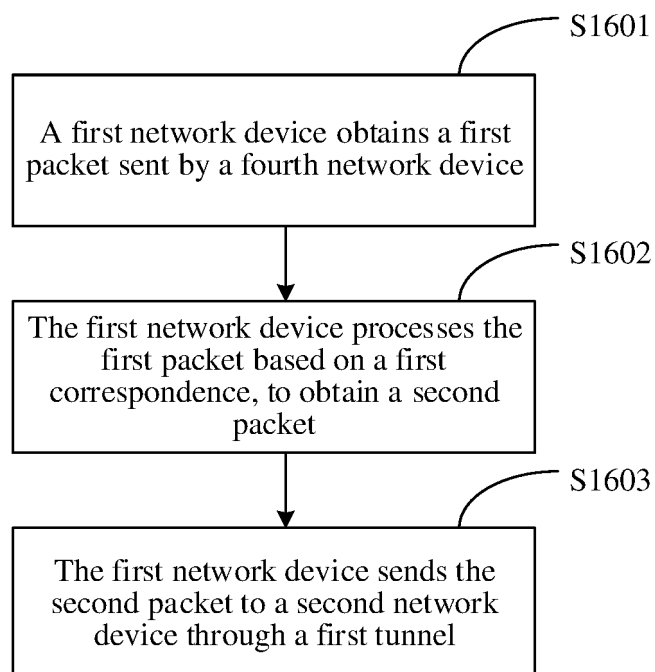 S1601
A first network device obtains a first
packet sent by a fourth network device
S1602
The first network device processes the
first packet based on a first
correspondence, to obtain a second
packet
S1603
The first network device sends the
second packet to a second network
device through a first tunnel